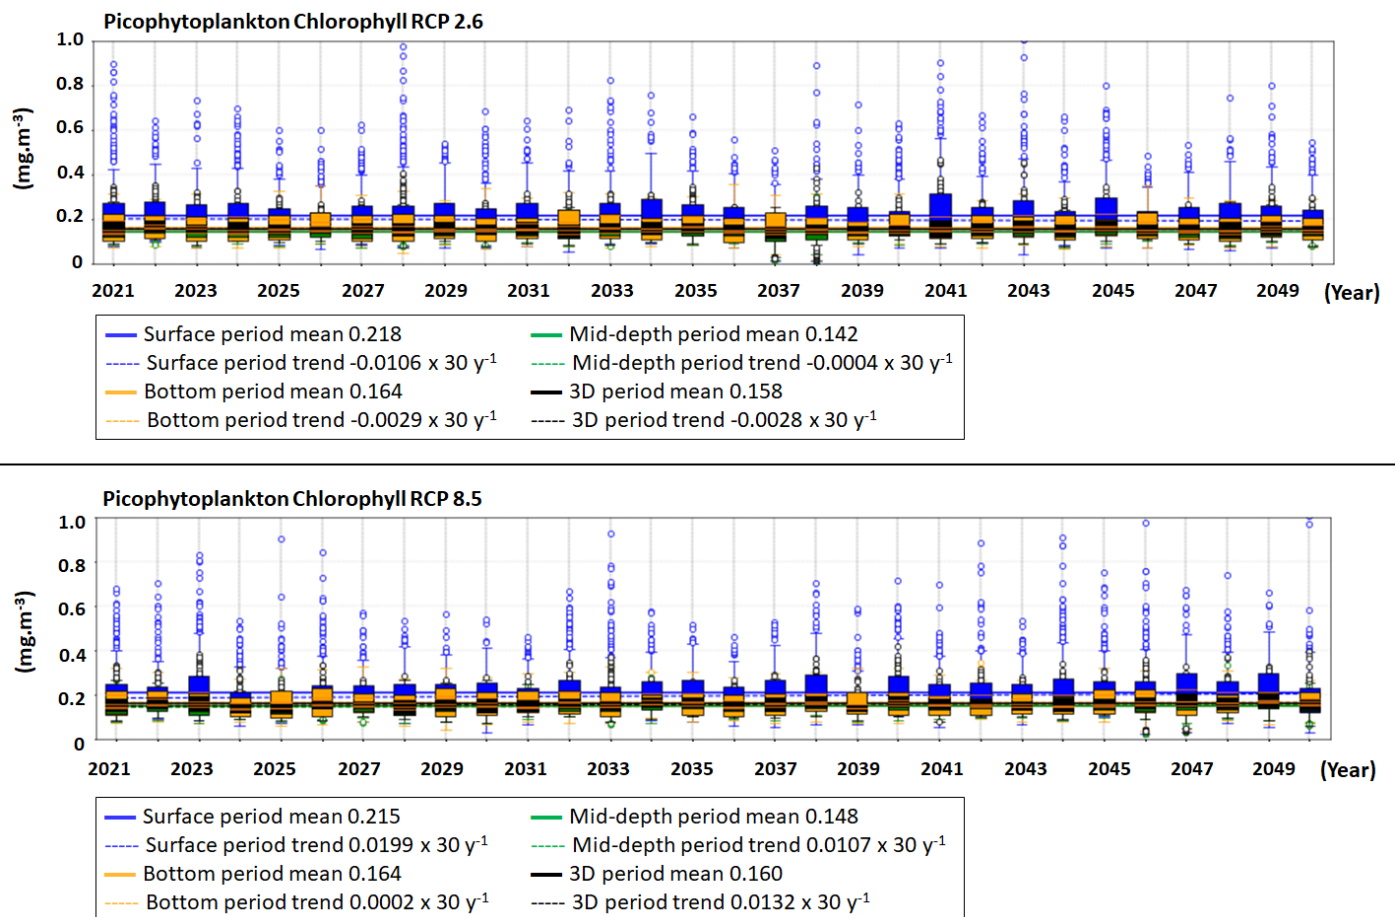 Picophytoplankton Chlorophyll RCP 2.6
1.0
0.8
0.6
0.4
0.2
0
(mg.m⁻³)
2021 2023 2025 2027 2029 2031 2033 2035 2037 2039 2041 2043 2045 2047 2049 (Year)
Surface period mean 0.218 Mid-depth period mean 0.142
Surface period trend -0.0106 x 30 y⁻¹ Mid-depth period trend -0.0004 x 30 y⁻¹
Bottom period mean 0.164 3D period mean 0.158
Bottom period trend -0.0029 x 30 y⁻¹ 3D period trend -0.0028 x 30 y⁻¹
Picophytoplankton Chlorophyll RCP 8.5
1.0
0.8
0.6
0.4
0.2
0
(mg.m⁻³)
2021 2023 2025 2027 2029 2031 2033 2035 2037 2039 2041 2043 2045 2047 2049 (Year)
Surface period mean 0.215 Mid-depth period mean 0.148
Surface period trend 0.0199 x 30 y⁻¹ Mid-depth period trend 0.0107 x 30 y⁻¹
Bottom period mean 0.164 3D period mean 0.160
Bottom period trend 0.0002 x 30 y⁻¹ 3D period trend 0.0132 x 30 y⁻¹